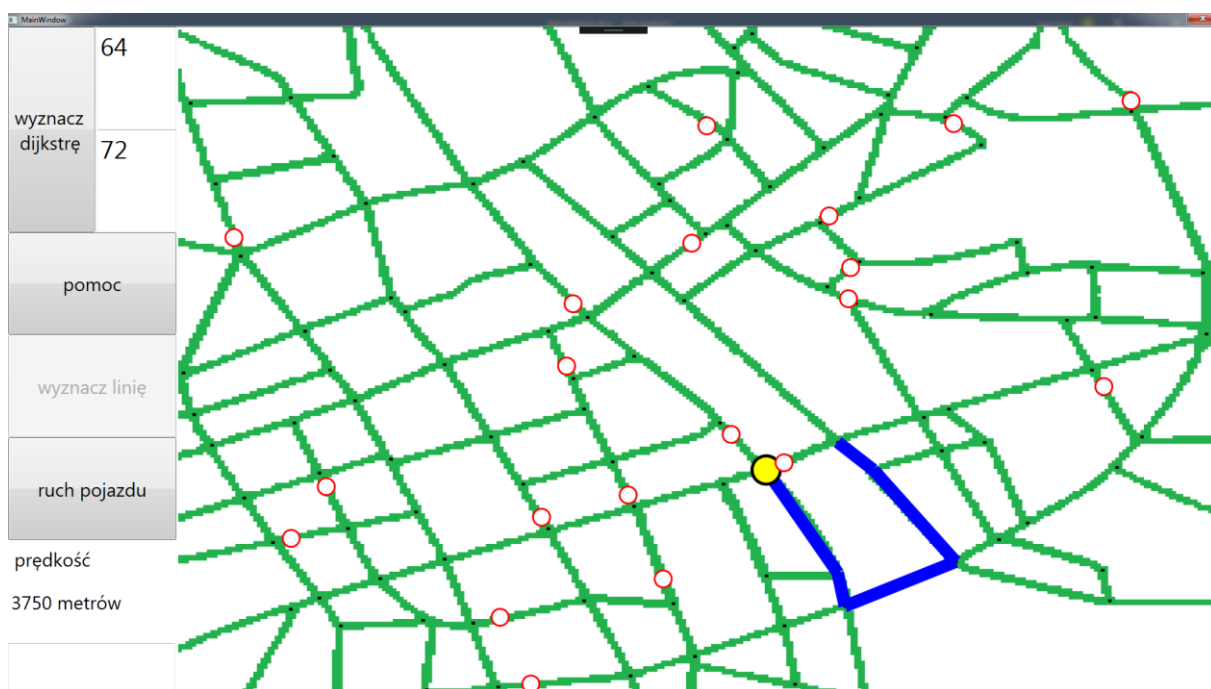 MainWindow
64
wyznacz
dijkstrę
72
pomoc
wyznacz linię
ruch pojazdu
prędkość
3750 metrów